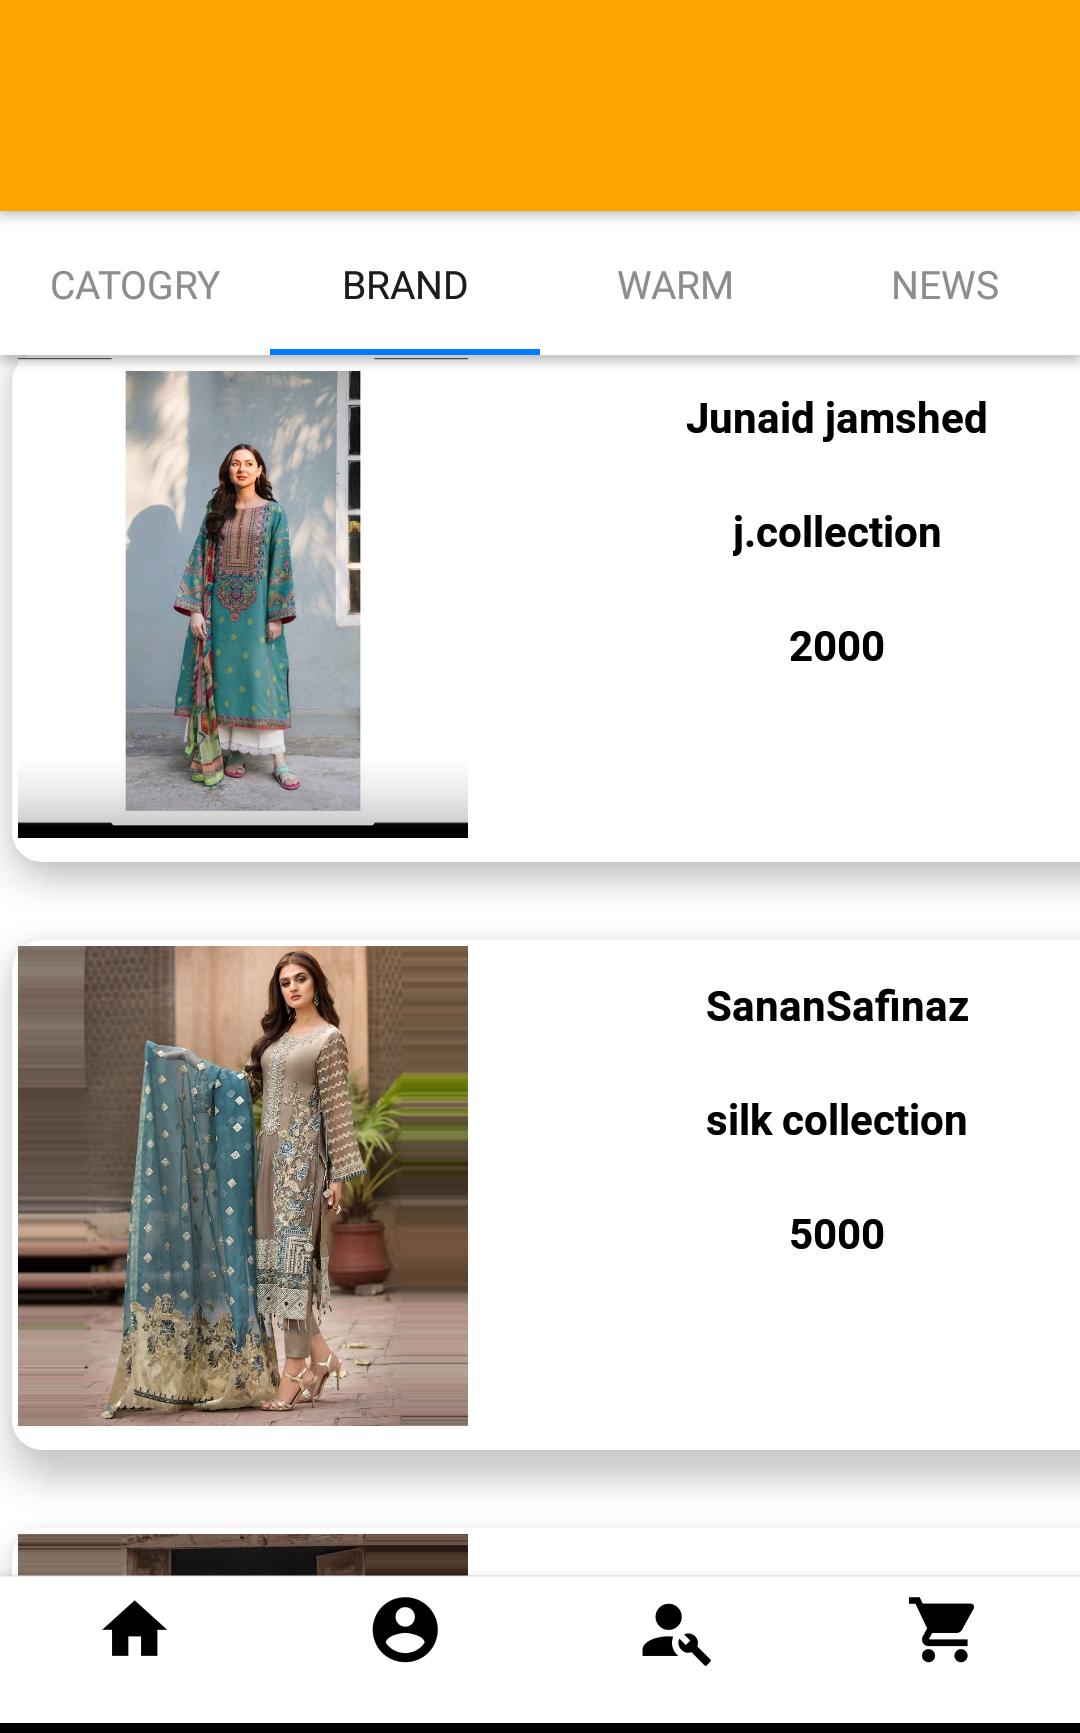 CATOGRY
BRAND
WARM
NEWS
Junaid jamshed
j.collection
2000
SananSafinaz
silk collection
5000